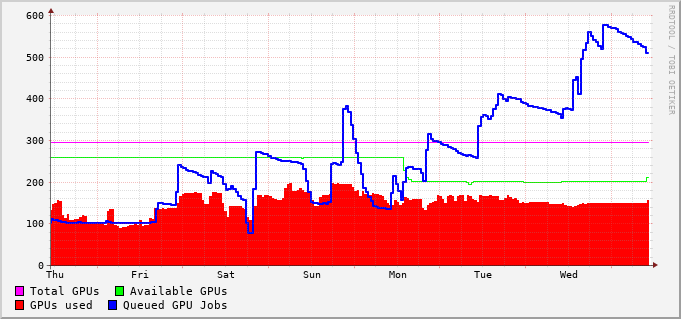 600
500
400
300
200
100
0
Thu Fri Sat Sun Mon Tue Wed
Total GPUs Available GPUs
GPUs used Queued GPU Jobs
RRDTOOL / TOBI OETIKER